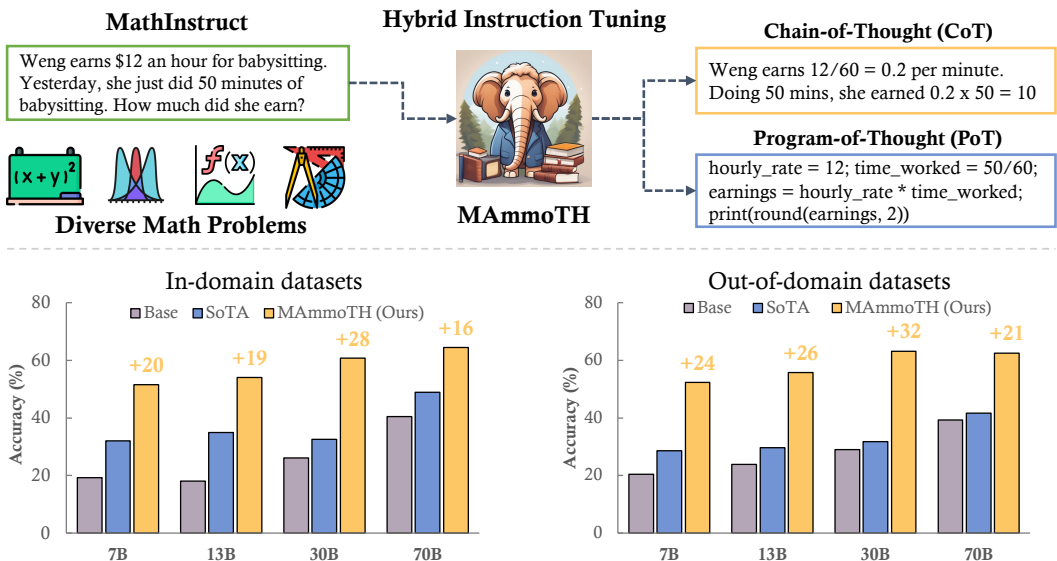 MathInstruct
Weng earns $12 an hour for babysitting.
Yesterday, she just did 50 minutes of
babysitting. How much did she earn?
(x + y)²
f(x)
Diverse Math Problems
Hybrid Instruction Tuning
MAmmoTH
Chain-of-Thought (CoT)
Weng earns 12/60 = 0.2 per minute.
Doing 50 mins, she earned 0.2 x 50 = 10
Program-of-Thought (PoT)
hourly_rate = 12; time_worked = 50/60;
earnings = hourly_rate * time_worked;
print(round(earnings, 2))
In-domain datasets
Base SoTA MAmmoTH (Ours)
Accuracy (%)
80
60
40
20
0
+20
+19
+28
+16
7B 13B 30B 70B
Out-of-domain datasets
Base SoTA MAmmoTH (Ours)
Accuracy (%)
80
60
40
20
0
+24
+26
+32
+21
7B 13B 30B 70B